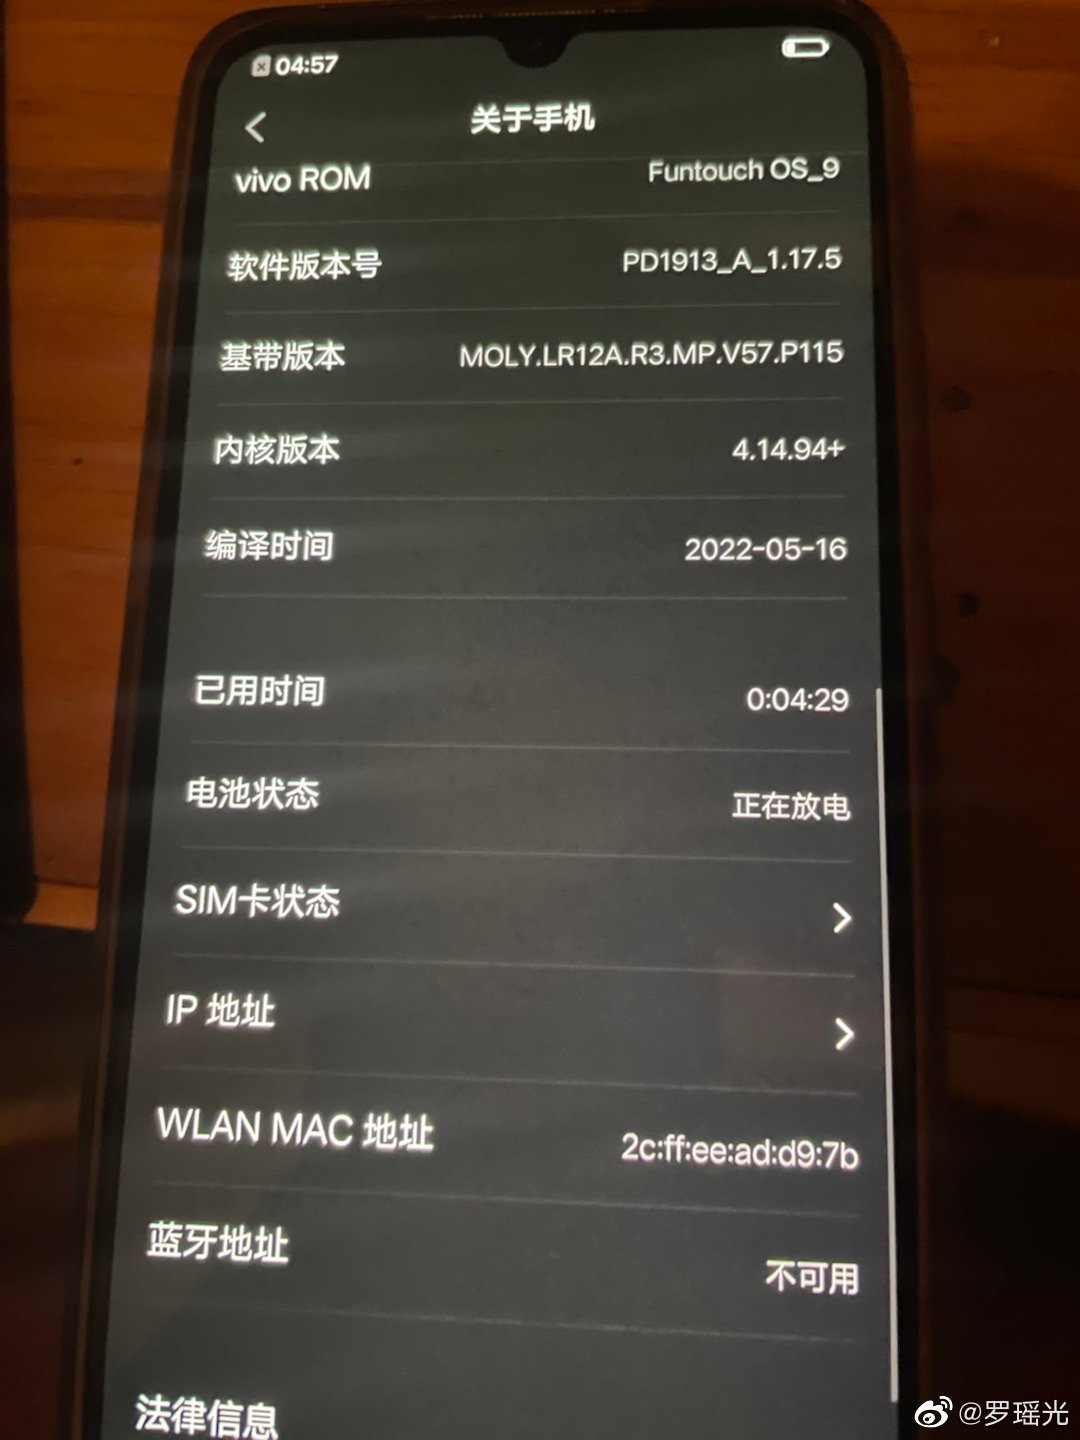 04:57
关于手机
vivo ROM Funtouch OS_9
软件版本号 PD1913_A_1.17.5
基带版本 MOLY.LR12A.R3.MP.V57.P115
内核版本 4.14.94+
编译时间 2022-05-16
已用时间 0:04:29
电池状态 正在放电
SIM卡状态
IP 地址
WLAN MAC 地址 2c:ff:ee:ad:d9:7b
蓝牙地址 不可用
法律信息
@罗瑶光